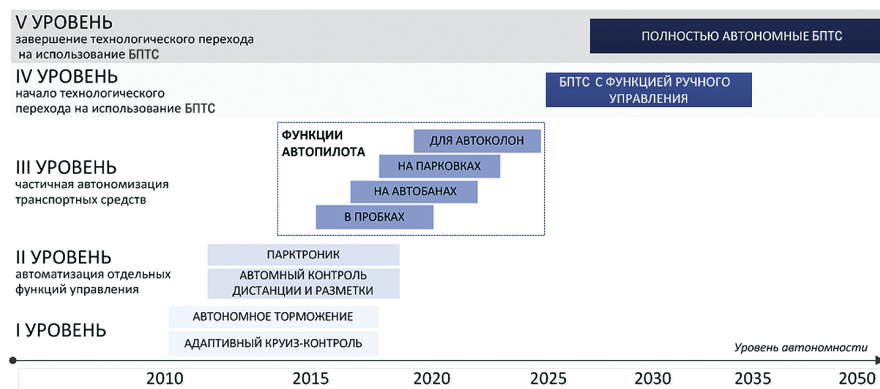 V УРОВЕНЬ
завершение технологического перехода
на использование БПТС
ПОЛНОСТЬЮ АВТОНОМНЫЕ БПТС
IV УРОВЕНЬ
начало технологического
перехода на использование БПТС
БПТС С ФУНКЦИЕЙ РУЧНОГО
УПРАВЛЕНИЯ
ФУНКЦИИ
АВТОПИЛОТА
ДЛЯ АВТОКОЛОН
НА ПАРКОВКАХ
НА АВТОБАНАХ
В ПРОБКАХ
III УРОВЕНЬ
частичная автономизация
транспортных средств
II УРОВЕНЬ
автоматизация отдельных
функций управления
ПАРКТРОНИК
АВТОМНЫЙ КОНТРОЛЬ
ДИСТАНЦИИ И РАЗМЕТКИ
I УРОВЕНЬ
АВТОНОМНОЕ ТОРМОЖЕНИЕ
АДАПТИВНЫЙ КРУИЗ-КОНТРОЛЬ
Уровень автономности
2010 2015 2020 2025 2030 2035 2050